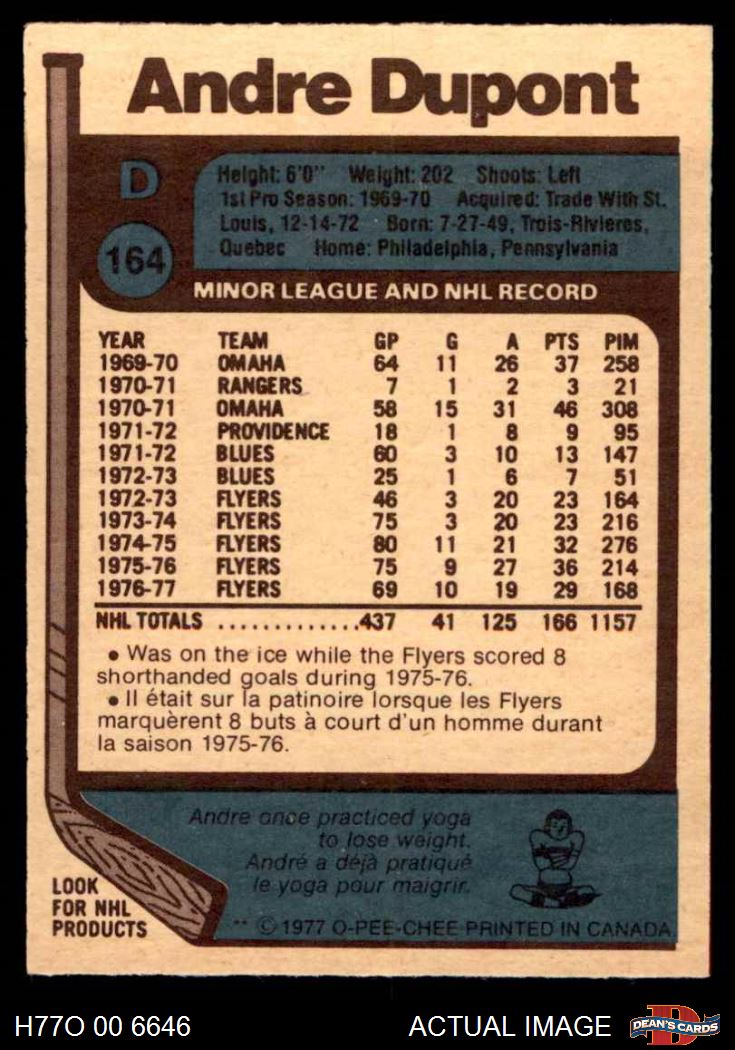 Andre Dupont
D
Height: 6'0" Weight: 202 Shoots: Left
1st Pro Season: 1969-70 Acquired: Trade With St.
Louis, 12-14-72 Born: 7-27-49, Trois-Rivieres,
Quebec Home: Philadelphia, Pennsylvania
164
MINOR LEAGUE AND NHL RECORD
YEAR TEAM GP G A PTS PIM
1969-70 OMAHA 64 11 26 37 258
1970-71 RANGERS 7 1 2 3 21
1970-71 OMAHA 58 15 31 46 308
1971-72 PROVIDENCE 18 1 8 9 95
1971-72 BLUES 60 3 10 13 147
1972-73 BLUES 25 1 6 7 51
1972-73 FLYERS 46 3 20 23 164
1973-74 FLYERS 75 3 20 23 216
1974-75 FLYERS 80 11 21 32 276
1975-76 FLYERS 75 9 27 36 214
1976-77 FLYERS 69 10 19 29 168
NHL TOTALS .............437 41 125 166 1157
• Was on the ice while the Flyers scored 8
shorthanded goals during 1975-76.
• Il était sur la patinoire lorsque les Flyers
marquèrent 8 buts à court d'un homme durant
la saison 1975-76.
Andre once practiced yoga
to lose weight.
André a déjà pratiqué
le yoga pour maigrir.
LOOK
FOR NHL
PRODUCTS
** © 1977 O-PEE-CHEE PRINTED IN CANADA
H77O 00 6646 ACTUAL IMAGE
D
DEAN'S CARDS